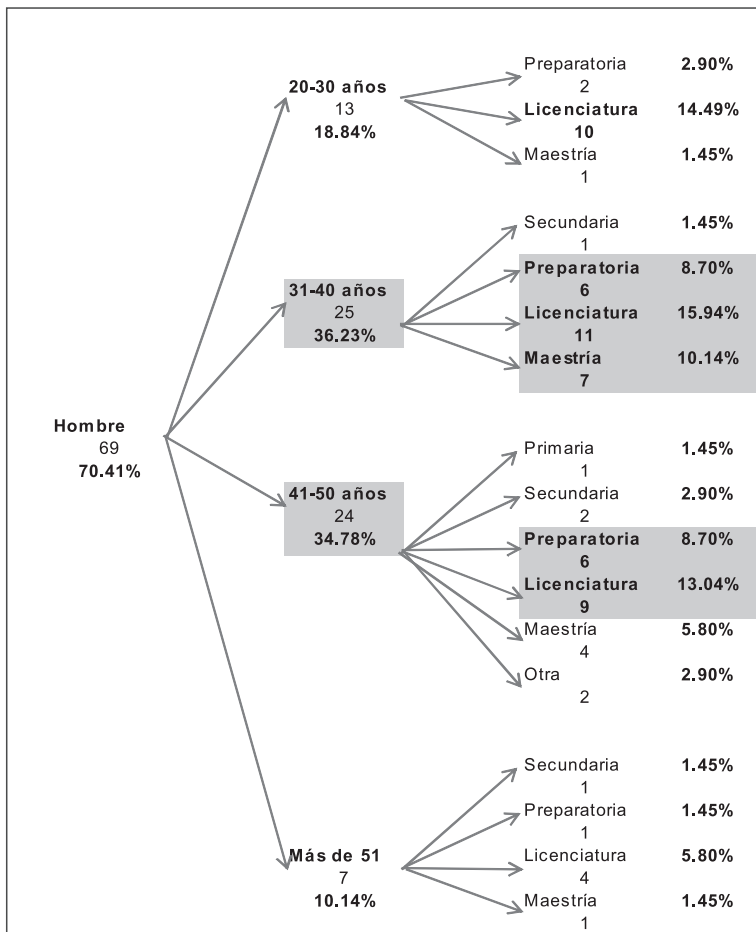 Hombre
69
70.41%
20-30 años
13
18.84%
Preparatoria 2.90%
2
Licenciatura 14.49%
10
Maestría 1.45%
1
31-40 años
25
36.23%
Secundaria 1.45%
1
Preparatoria 8.70%
6
Licenciatura 15.94%
11
Maestría 10.14%
7
41-50 años
24
34.78%
Primaria 1.45%
1
Secundaria 2.90%
2
Preparatoria 8.70%
6
Licenciatura 13.04%
9
Maestría 5.80%
4
Otra 2.90%
2
Más de 51
7
10.14%
Secundaria 1.45%
1
Preparatoria 1.45%
1
Licenciatura 5.80%
4
Maestría 1.45%
1